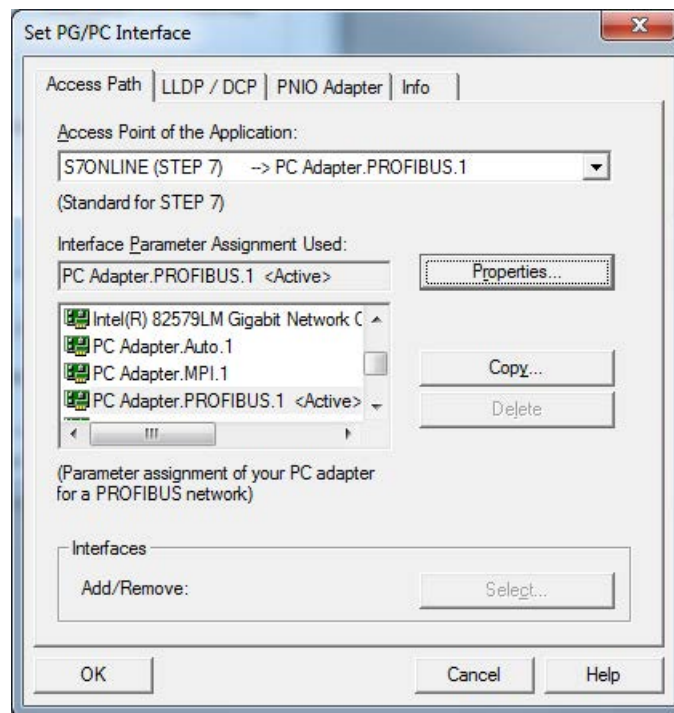 Set PG/PC Interface
Access Path LLDP / DCP PNIO Adapter Info
Access Point of the Application:
S7ONLINE (STEP 7) --> PC Adapter.PROFIBUS.1
(Standard for STEP 7)
Interface Parameter Assignment Used:
PC Adapter.PROFIBUS.1 <Active>
Properties...
Intel(R) 82579LM Gigabit Network C
PC Adapter.Auto.1
PC Adapter.MPI.1
PC Adapter.PROFIBUS.1 <Active>
Copy...
Delete
(Parameter assignment of your PC adapter
for a PROFIBUS network)
Interfaces
Add/Remove:
Select...
OK Cancel Help